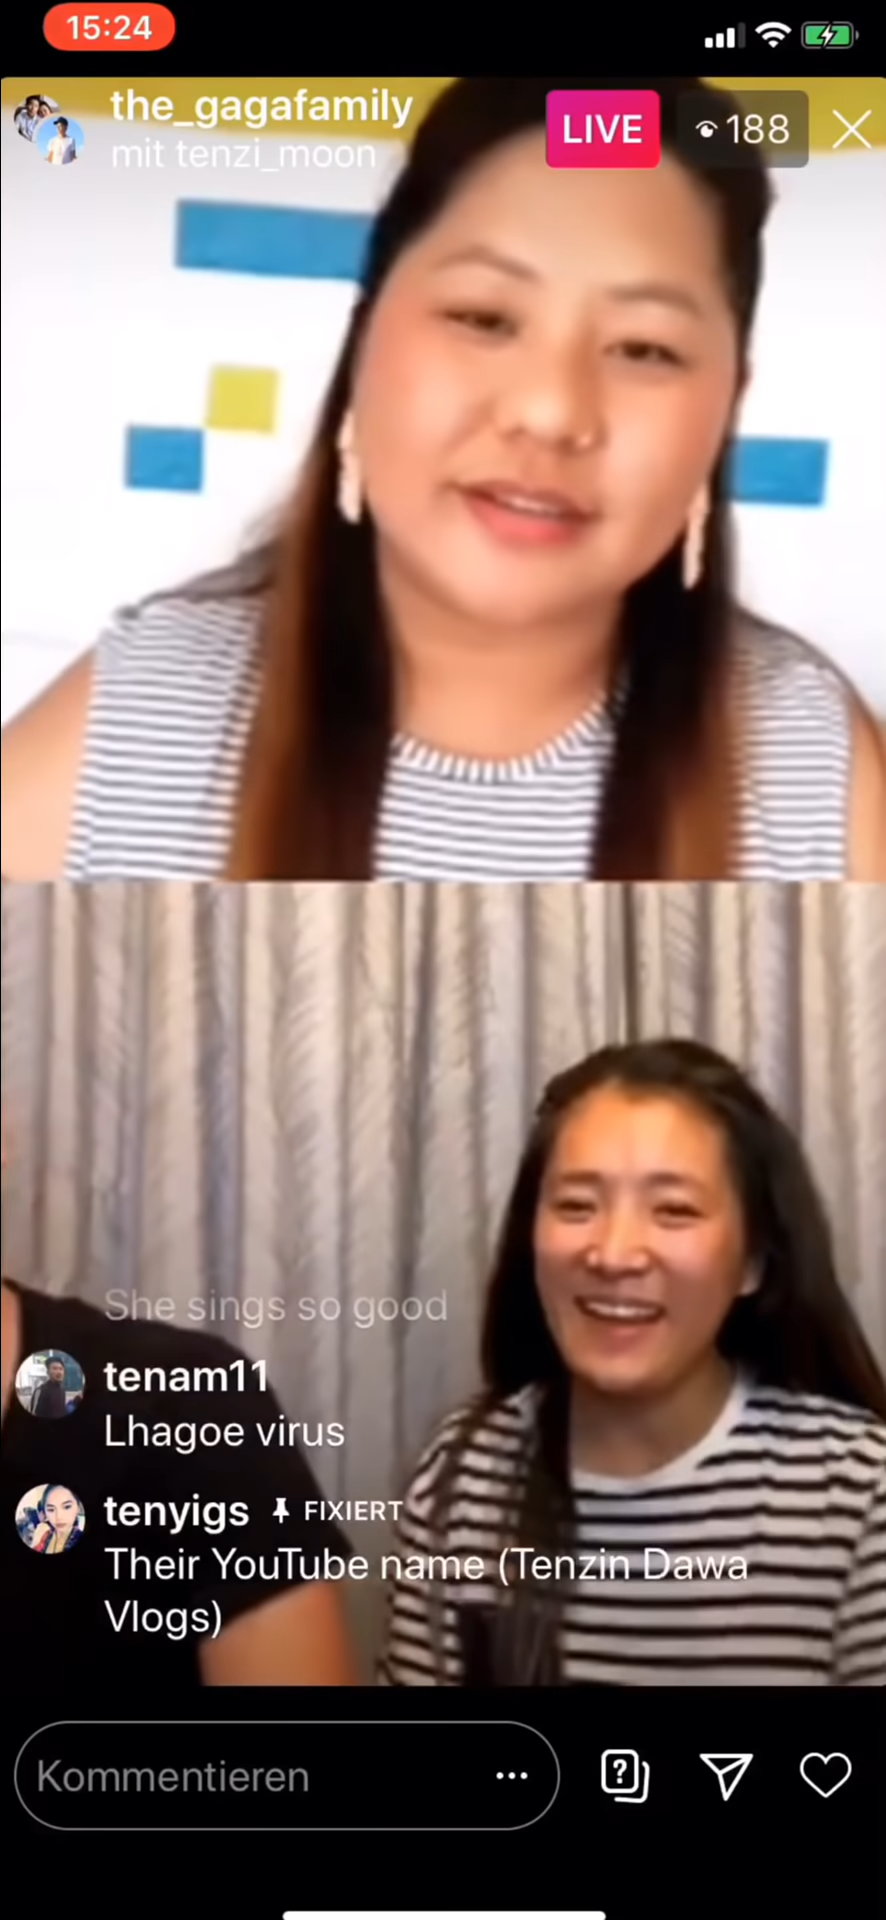 15:24
the_gagafamily
LIVE
188
mit tenzi_moon
She sings so good
tenam11
Lhagoe virus
tenyigs FIXIERT
Their YouTube name (Tenzin Dawa
Vlogs)
Kommentieren